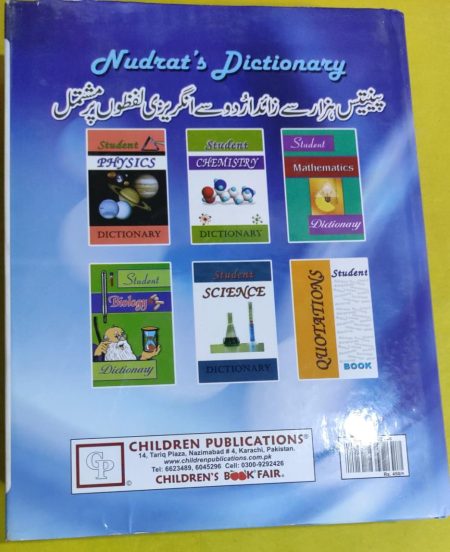 Nudrat's Dictionary
پینتیس ہزار سے زائد اردو سے انگریزی لفظوں پر مشتمل
Student
PHYSICS
DICTIONARY
Student
CHEMISTRY
DICTIONARY
Student
Mathematics
Dictionary
Student
Biology
Dictionary
Student
SCIENCE
DICTIONARY
Student
QUOTATIONS
BOOK
CP
CHILDREN PUBLICATIONS®
14, Tariq Plaza, Nazimabad # 4, Karachi, Pakistan.
www.childrenpublications.com.pk
Tel: 6623489, 6045296 Cell: 0300-9292426
CHILDREN'S BOOK FAIR®
©